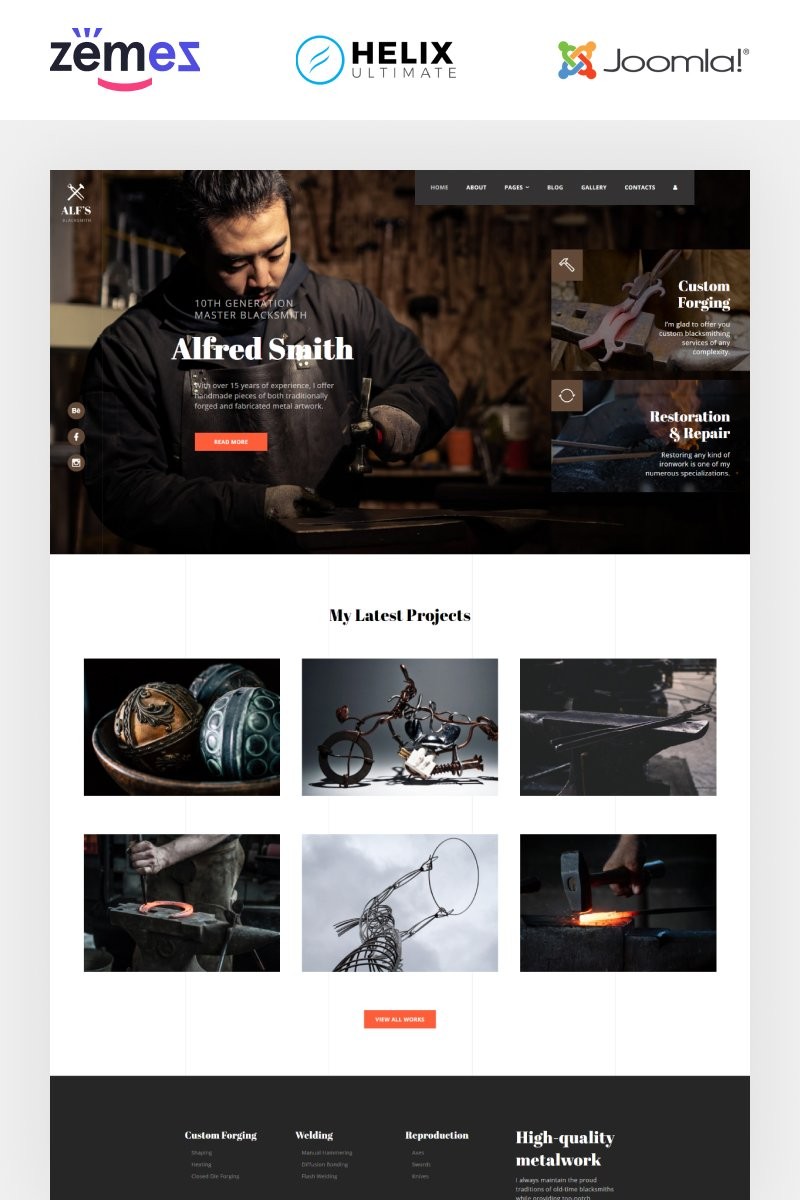 zemes
HELIX
ULTIMATE
Joomla!®
ALF'S
BLACKSMITH
HOME
ABOUT
PAGES
BLOG
GALLERY
CONTACTS
10TH GENERATION
MASTER BLACKSMITH
Alfred Smith
With over 15 years of experience, I offer
handmade pieces of both traditionally
forged and fabricated metal artwork.
READ MORE
Bē
f
Custom
Forging
I'm glad to offer you
custom blacksmithing
services of any
complexity.
Restoration
& Repair
Restoring any kind of
ironwork is one of my
numerous specializations.
My Latest Projects
VIEW ALL WORKS
Custom Forging
Shaping
Heating
Closed Die Forging
Welding
Manual Hammering
Diffusion Bonding
Flash Welding
Reproduction
Axes
Swords
Knives
High-quality
metalwork
I always maintain the proud
traditions of old-time blacksmiths
while providing top-notch